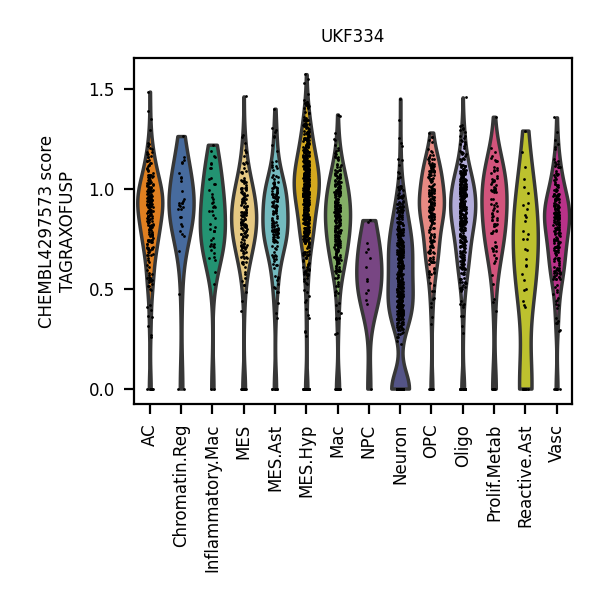 UKF334
CHEMBL4297573 score
TAGRAXOFUSP
1.5
1.0
0.5
0.0
AC
Chromatin.Reg
Inflammatory.Mac
MES
MES.Ast
MES.Hyp
Mac
NPC
Neuron
OPC
Oligo
Prolif.Metab
Reactive.Ast
Vasc